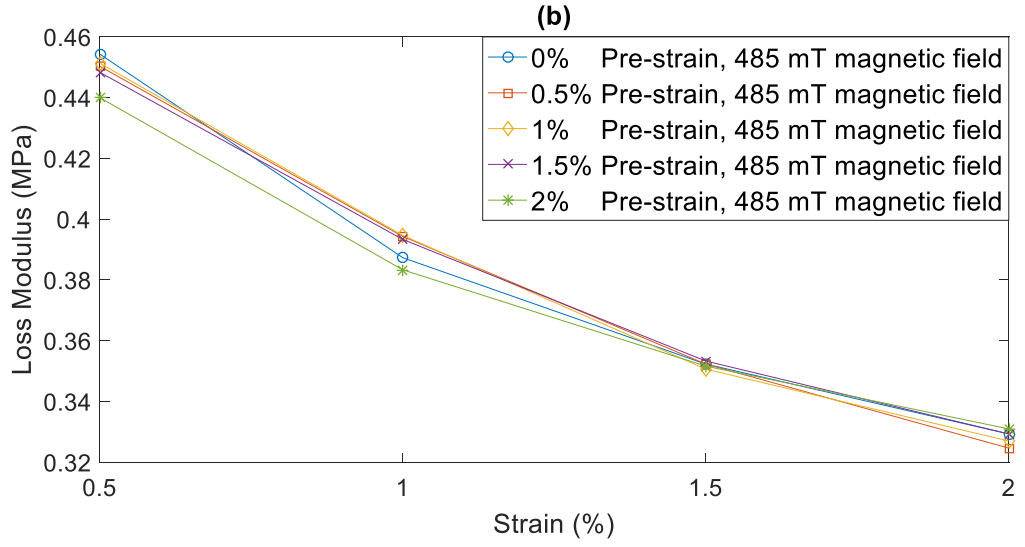 (b)
0% Pre-strain, 485 mT magnetic field
0.5% Pre-strain, 485 mT magnetic field
1% Pre-strain, 485 mT magnetic field
1.5% Pre-strain, 485 mT magnetic field
2% Pre-strain, 485 mT magnetic field
Loss Modulus (MPa)
0.46
0.44
0.42
0.4
0.38
0.36
0.34
0.32
0.5 1 1.5 2
Strain (%)